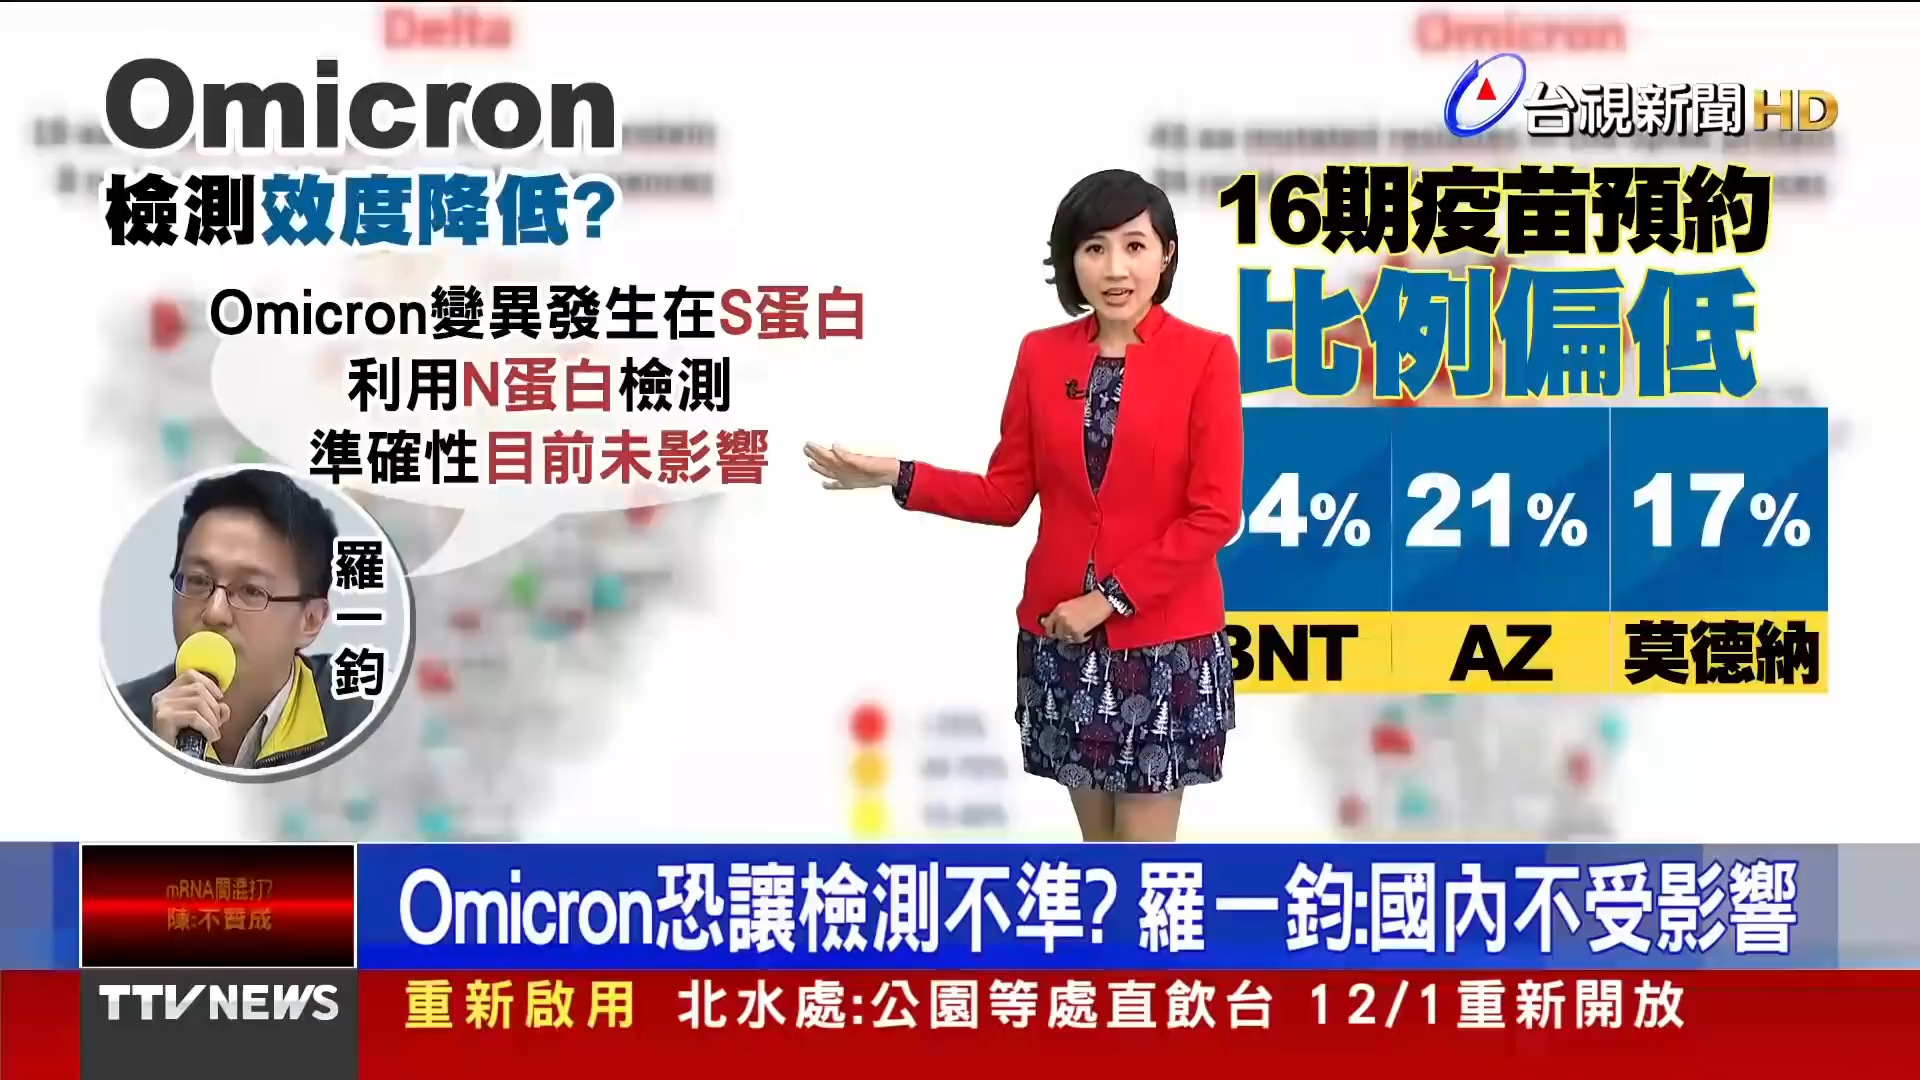 Delta
Omicron
Omicron
檢測效度降低?
Omicron變異發生在S蛋白
利用N蛋白檢測
準確性目前未影響
羅一鈞
台視新聞HD
16期疫苗預約
比例偏低
4% 21% 17%
BNT AZ 莫德納
mRNA間混打?
陳:不贊成
Omicron恐讓檢測不準? 羅一鈞:國內不受影響
TTV NEWS
重新啟用 北水處:公園等處直飲台 12/1重新開放